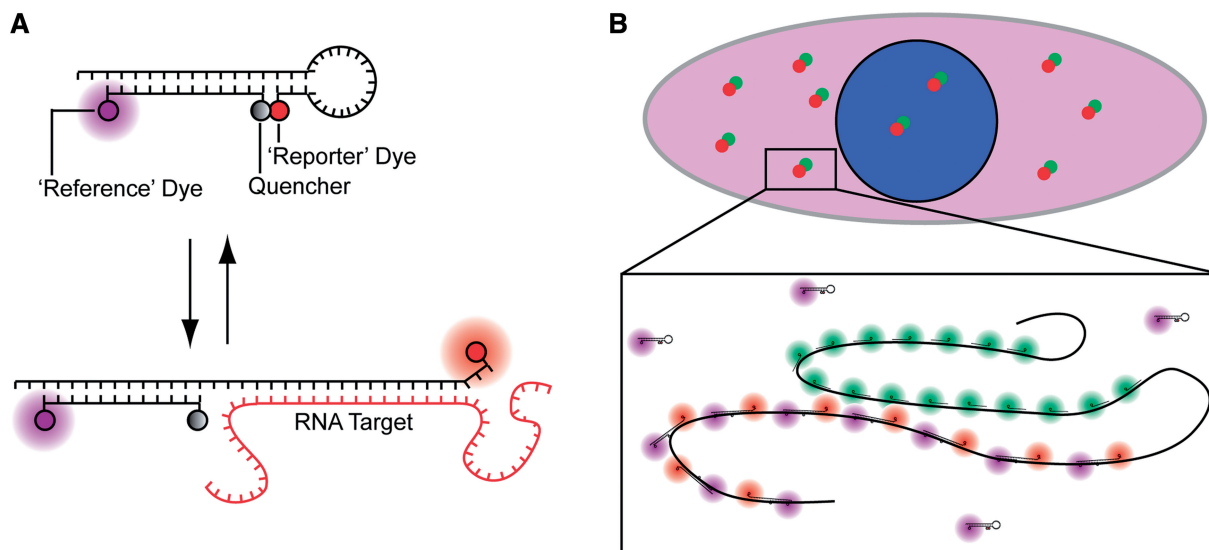 A
'Reporter' Dye
'Reference' Dye
Quencher
RNA Target
B